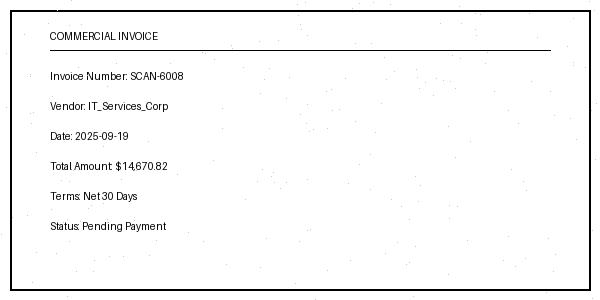 COMMERCIAL INVOICE
Invoice Number: SCAN-6008
Vendor: IT_Services_Corp
Date: 2025-09-19
Total Amount: $14,670.82
Terms: Net 30 Days
Status: Pending Payment